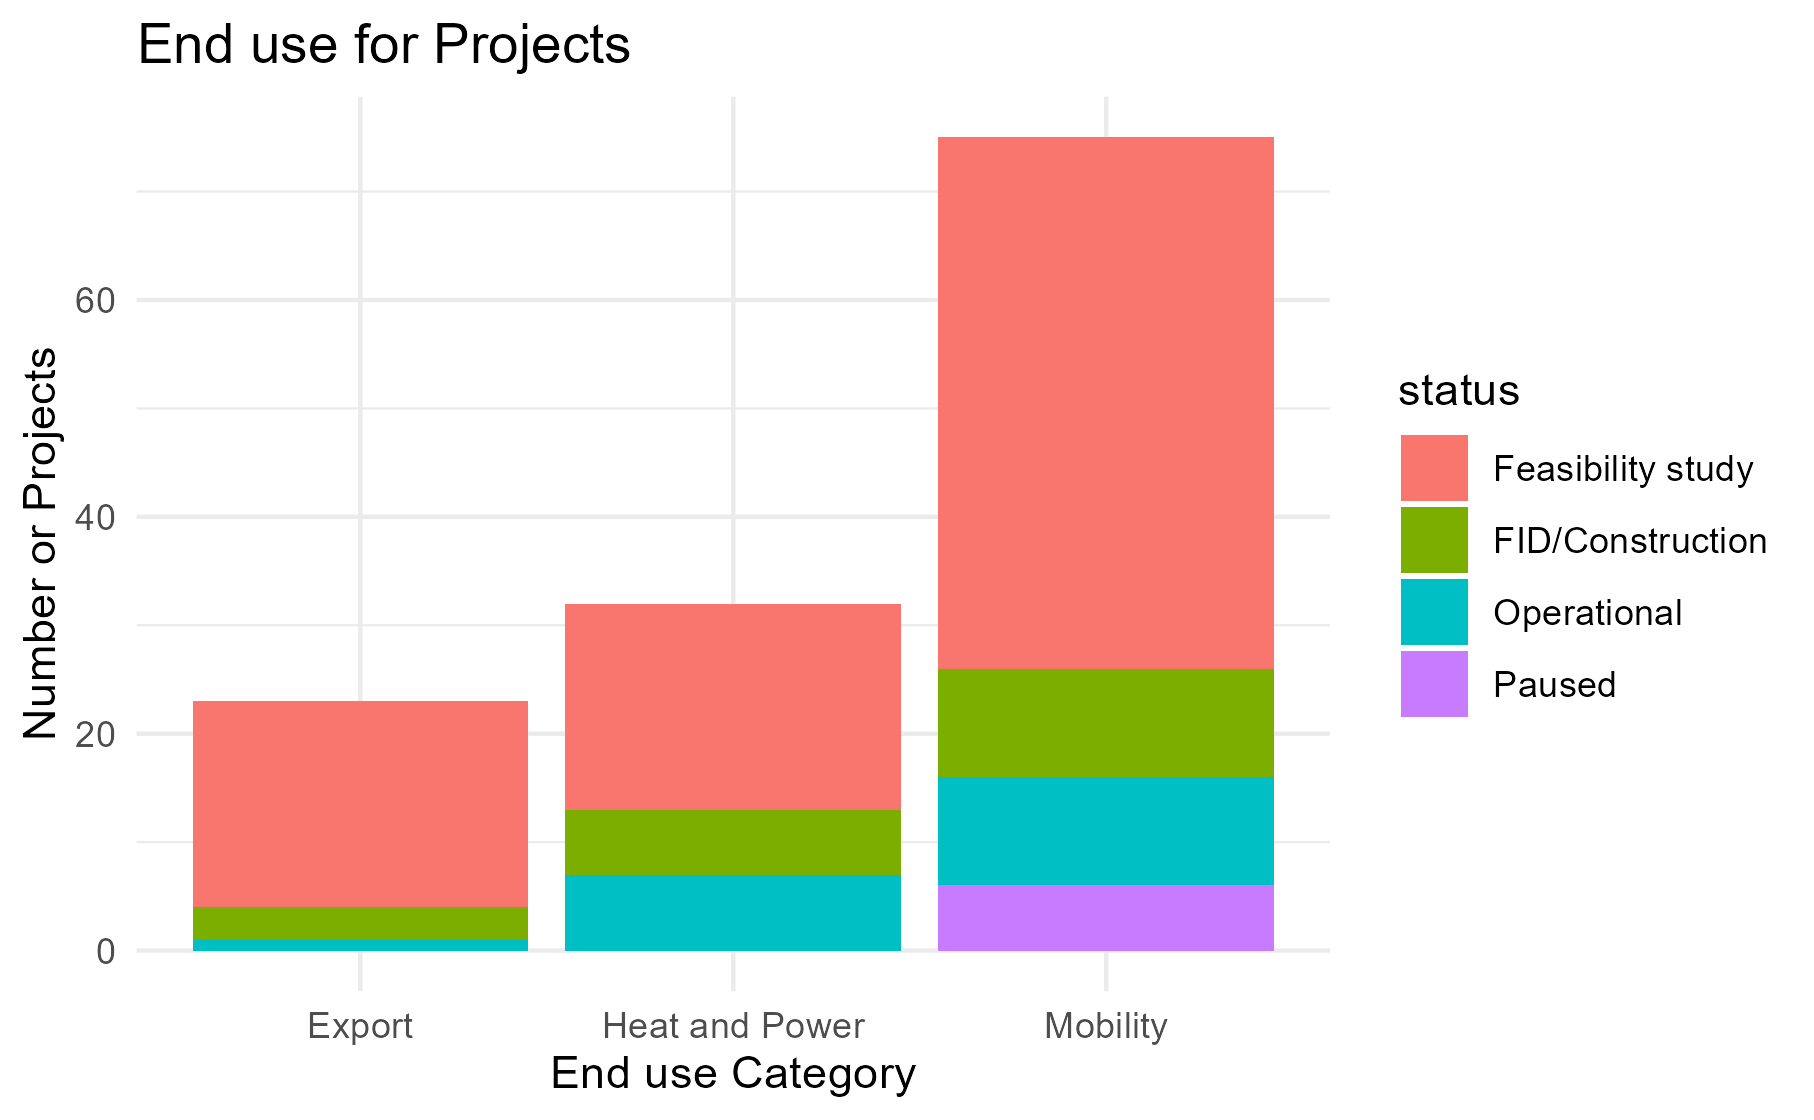 End use for Projects
Number or Projects
60
40
20
0
Export
Heat and Power
Mobility
End use Category
status
Feasibility study
FID/Construction
Operational
Paused